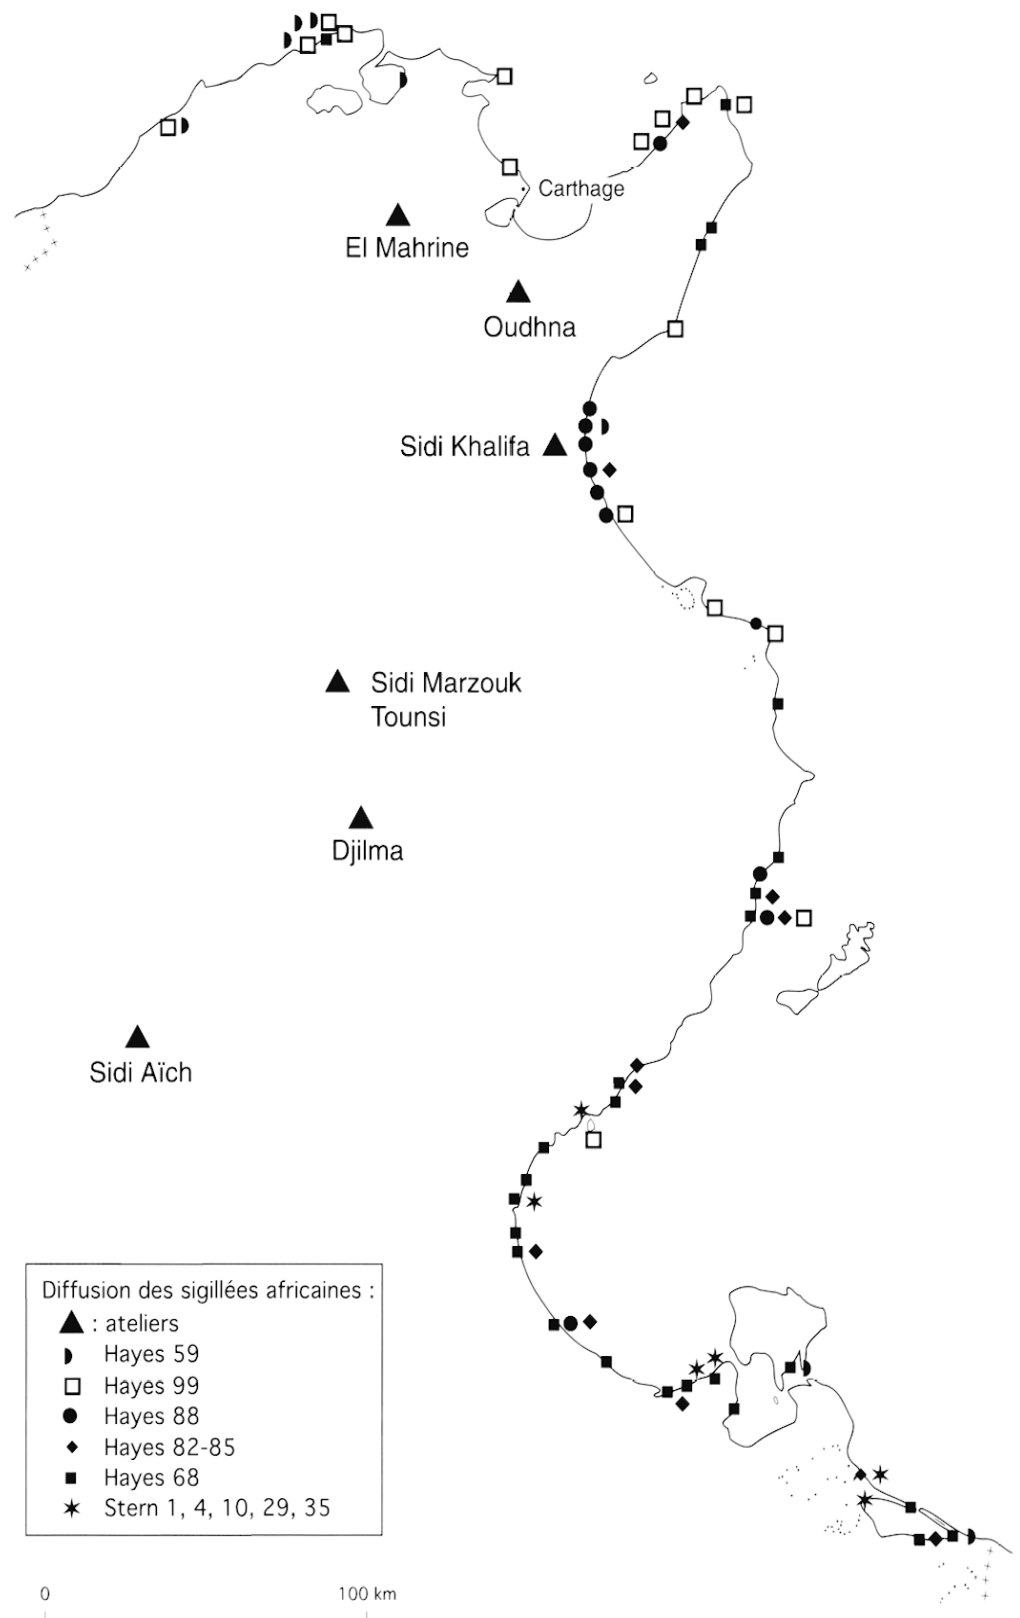 Carthage
El Mahrine
Oudhna
Sidi Khalifa
Sidi Marzouk
Tounsi
Djilma
Sidi Aïch
Diffusion des sigillées africaines :
: ateliers
Hayes 59
Hayes 99
Hayes 88
Hayes 82-85
Hayes 68
Stern 1, 4, 10, 29, 35
0 100 km